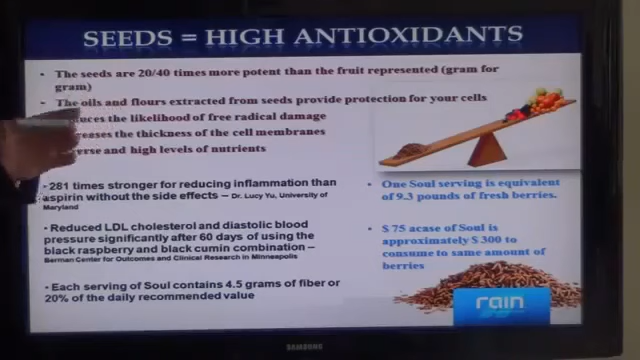 SEEDS = HIGH ANTIOXIDANTS
• The seeds are 20/40 times more potent than the fruit represented (gram for
gram)
The oils and flours extracted from seeds provide protection for your cells
uces the likelihood of free radical damage
eases the thickness of the cell membranes
erse and high levels of nutrients
• 281 times stronger for reducing inflammation than
aspirin without the side effects – Dr. Lucy Yu, University of
Maryland
• Reduced LDL cholesterol and diastolic blood
pressure significantly after 60 days of using the
black raspberry and black cumin combination –
Berman Center for Outcomes and Clinical Research in Minneapolis
• Each serving of Soul contains 4.5 grams of fiber or
20% of the daily recommended value
• One Soul serving is equivalent
of 9.3 pounds of fresh berries.
• $ 75 acase of Soul is
approximately $ 300 to
consume to same amount of
berries
rain
SAMSUNG